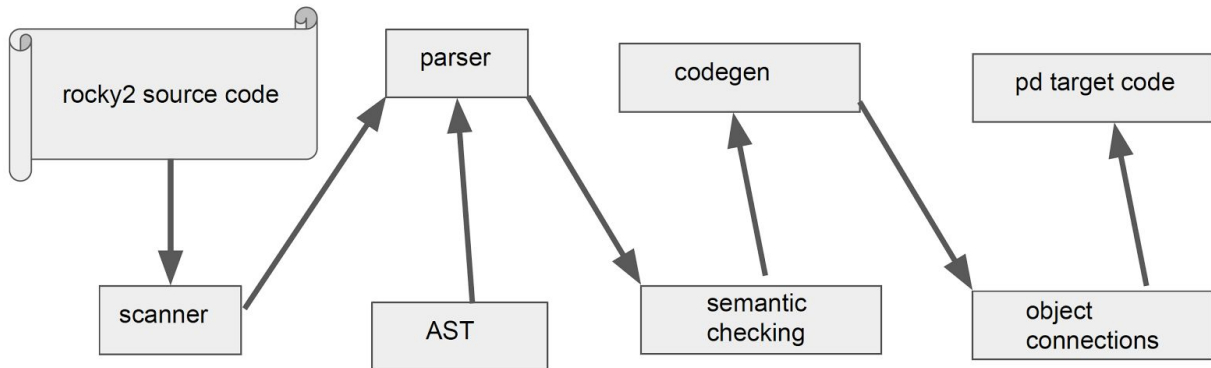 rocky2 source code
parser
codegen
pd target code
scanner
AST
semantic
checking
object
connections